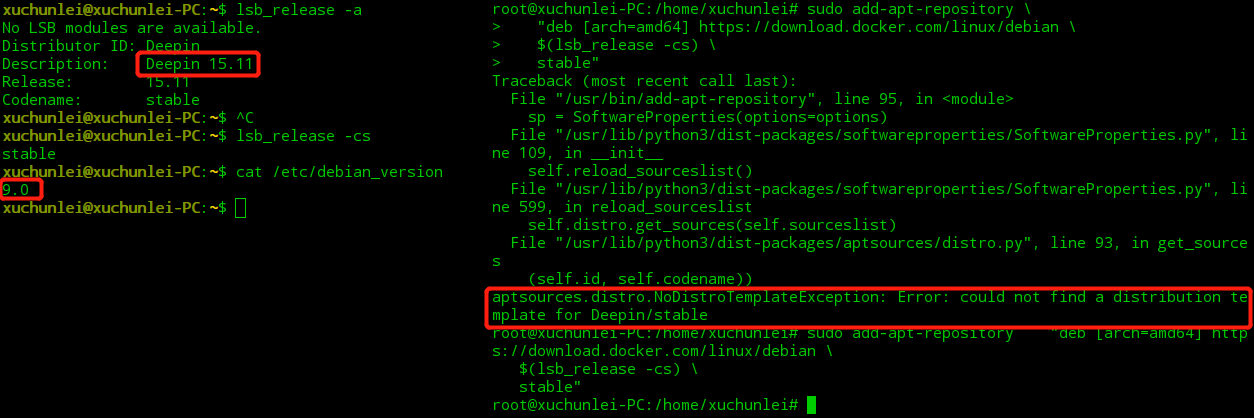 xuchunlei@xuchunlei-PC:~$ lsb_release -a
No LSB modules are available.
Distributor ID: Deepin
Description:    Deepin 15.11
Release:        15.11
Codename:       stable
xuchunlei@xuchunlei-PC:~$ ^C
xuchunlei@xuchunlei-PC:~$ lsb_release -cs
stable
xuchunlei@xuchunlei-PC:~$ cat /etc/debian_version
9.0
xuchunlei@xuchunlei-PC:~$
root@xuchunlei-PC:/home/xuchunlei# sudo add-apt-repository \
>    "deb [arch=amd64] https://download.docker.com/linux/debian \
>    $(lsb_release -cs) \
>    stable"
Traceback (most recent call last):
  File "/usr/bin/add-apt-repository", line 95, in <module>
    sp = SoftwareProperties(options=options)
  File "/usr/lib/python3/dist-packages/softwareproperties/SoftwareProperties.py", l
ine 109, in __init__
    self.reload_sourceslist()
  File "/usr/lib/python3/dist-packages/softwareproperties/SoftwareProperties.py", l
ine 599, in reload_sourceslist
    self.distro.get_sources(self.sourceslist)
  File "/usr/lib/python3/dist-packages/aptsources/distro.py", line 93, in get_source
s
    (self.id, self.codename))
aptsources.distro.NoDistroTemplateException: Error: could not find a distribution te
mplate for Deepin/stable
root@xuchunlei-PC:/home/xuchunlei# sudo add-apt-repository    "deb [arch=amd64] http
s://download.docker.com/linux/debian \
   $(lsb_release -cs) \
   stable"
root@xuchunlei-PC:/home/xuchunlei#